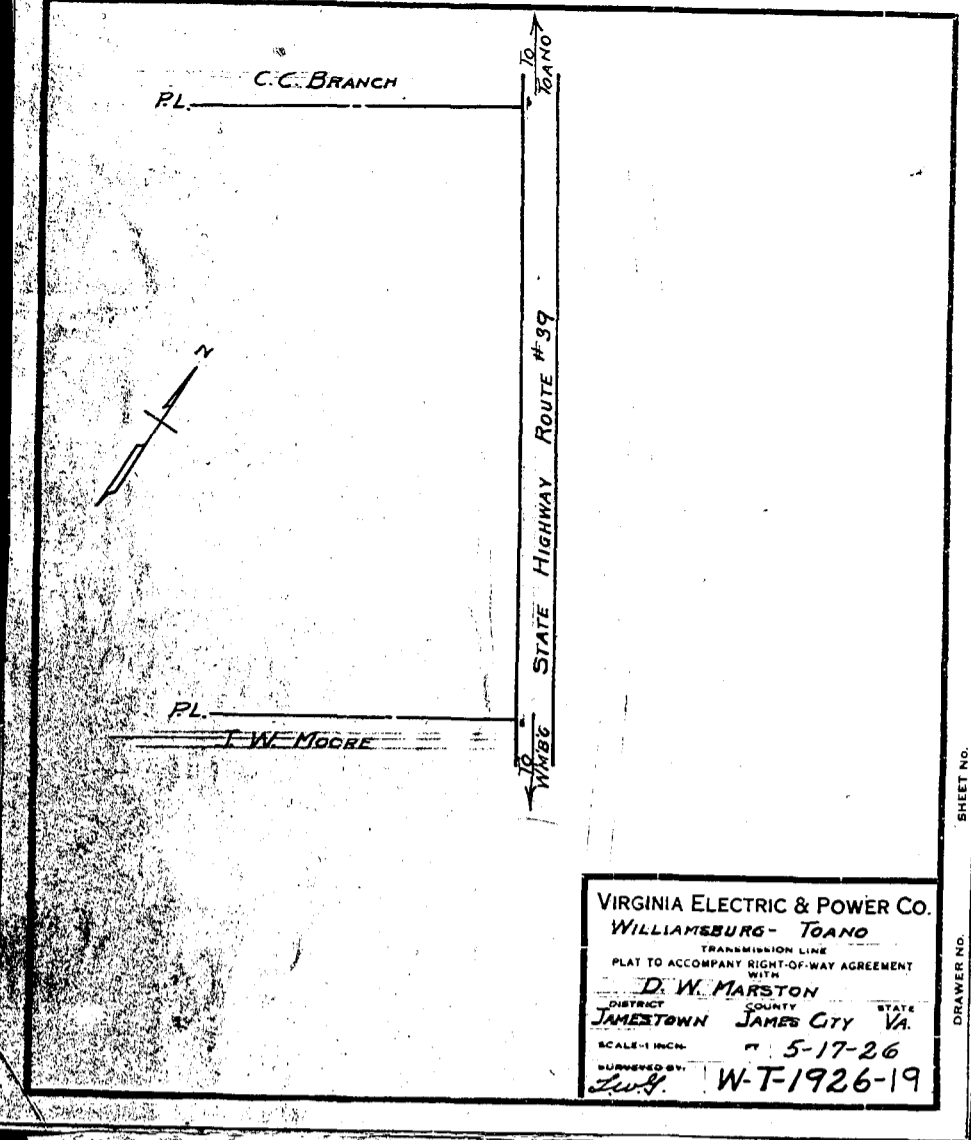 TO TOANO
C.C. BRANCH
P.L.
N
STATE HIGHWAY ROUTE #39
P.L.
T. W. MOORE
TO WM'B'G
SHEET NO.
DRAWER NO.
VIRGINIA ELECTRIC & POWER CO.
WILLIAMSBURG - TOANO
TRANSMISSION LINE
PLAT TO ACCOMPANY RIGHT-OF-WAY AGREEMENT
WITH
D. W. MARSTON
DISTRICT COUNTY STATE
JAMESTOWN JAMES CITY VA.
SCALE-1 INCH- FT 5-17-26
SURVEYED BY:
W-T-1926-19